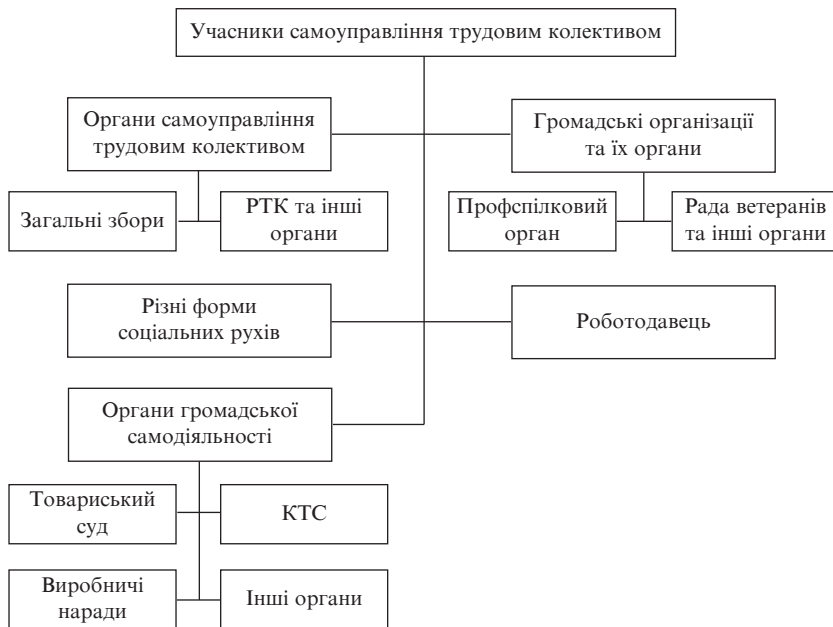 Учасники самоуправління трудовим колективом
Органи самоуправління
трудовим колективом
Громадські організації
та їх органи
Загальні збори
РТК та інші
органи
Профспілковий
орган
Рада ветеранів
та інші органи
Різні форми
соціальних рухів
Роботодавець
Органи громадської
самодіяльності
Товариський
суд
КТС
Виробничі
наради
Інші органи